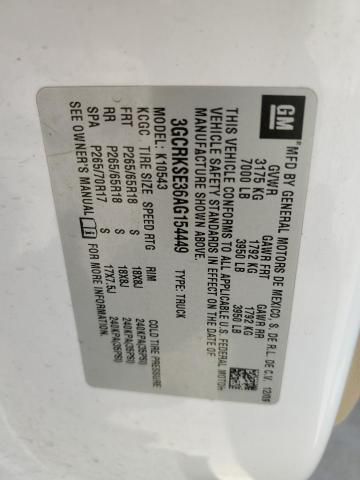 GM
MFD BY GENERAL MOTORS DE MEXICO, S. DE R.L. DE C.V. 12/09
GVWR GAWR FRT GAWR RR
3175 KG 1792 KG 1792 KG
7000 LB 3950 LB 3950 LB
THIS VEHICLE CONFORMS TO ALL APPLICABLE U.S. FEDERAL MOTOR
VEHICLE SAFETY STANDARDS IN EFFECT ON THE DATE OF
MANUFACTURE SHOWN ABOVE.
3GCRKSE36AG154449 TYPE: TRUCK
MODEL: K10543
KCGC TIRE SIZE SPEED RTG RIM COLD TIRE PRESSURE
FRT P265/65R18 S 18X8J 240KPA(35PSI)
RR P265/65R18 S 18X8J 240KPA(35PSI)
SPA P265/70R17 S 17X7.5J 240KPA(35PSI)
SEE OWNER'S MANUAL FOR MORE INFORMATION.